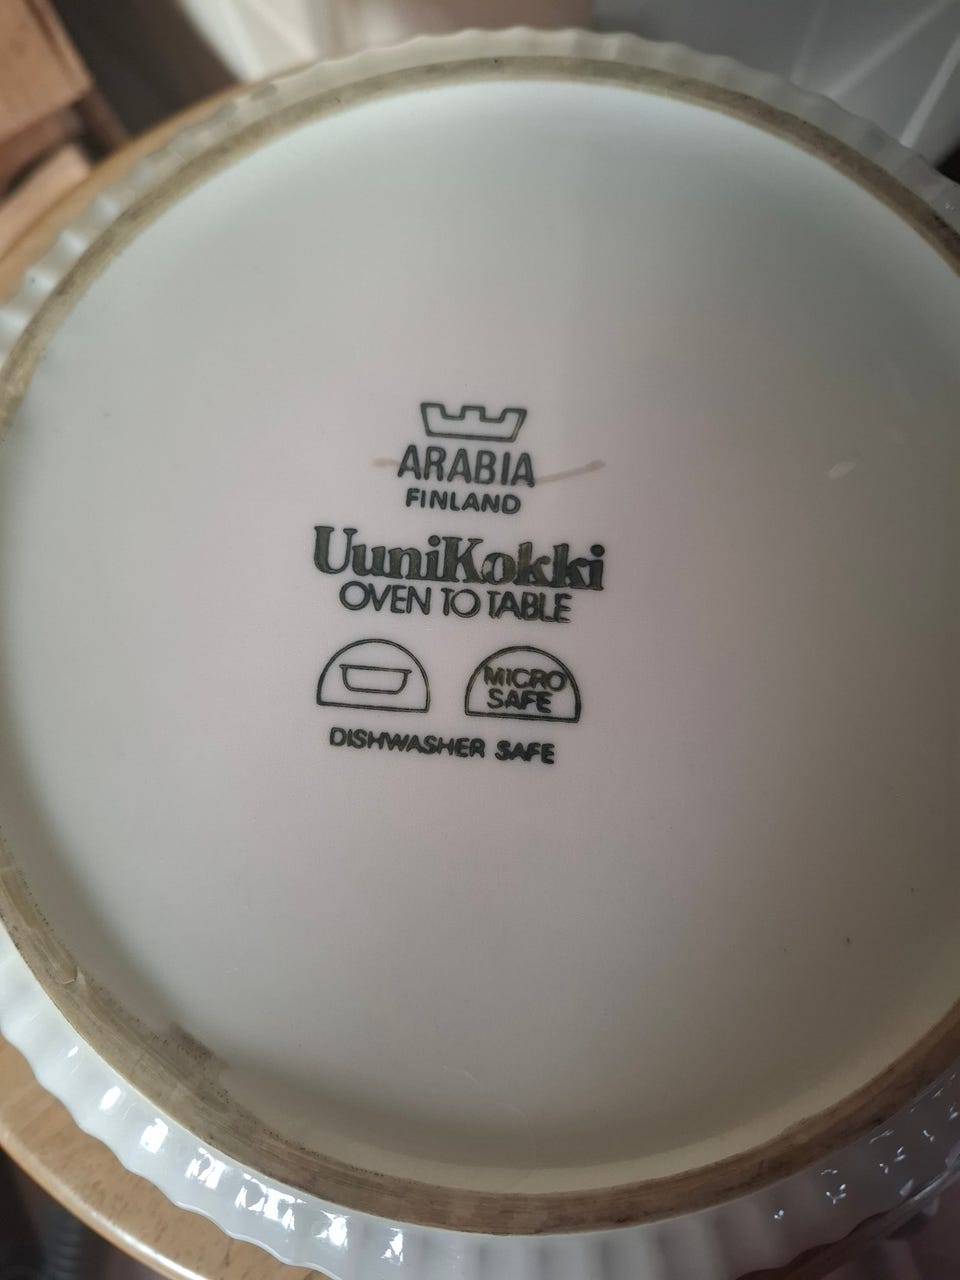 ARABIA
FINLAND
UuniKokki
OVEN TO TABLE
MICRO
SAFE
DISHWASHER SAFE